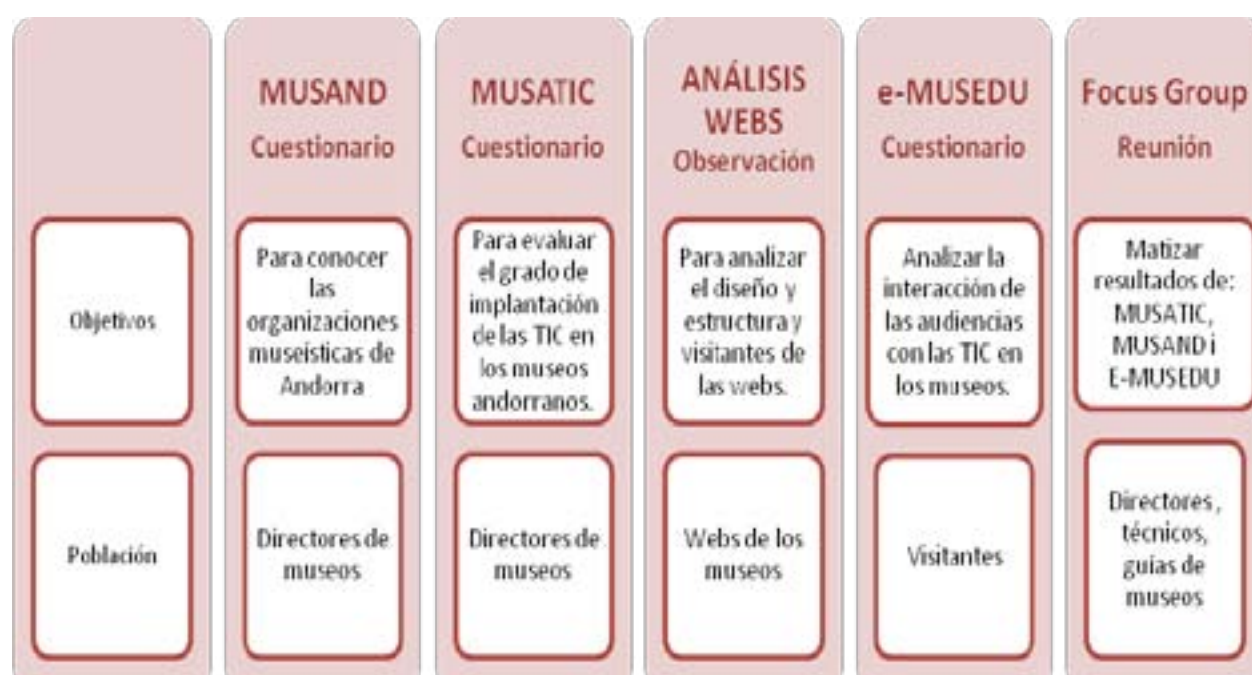 MUSAND
Cuestionario
MUSATIC
Cuestionario
ANÁLISIS
WEBS
Observación
e-MUSEDU
Cuestionario
Focus Group
Reunión
Objetivos
Para conocer
las
organizaciones
museísticas de
Andorra
Para evaluar
el grado de
implantación
de las TIC en
los museos
andorranos.
Para analizar
el diseño y
estructura y
visitantes de
las webs.
Analizar la
interacción de
las audiencias
con las TIC en
los museos.
Matizar
resultados de:
MUSATIC,
MUSAND i
E-MUSEDU
Población
Directores de
museos
Directores de
museos
Webs de los
museos
Visitantes
Directores,
técnicos,
guías de
museos